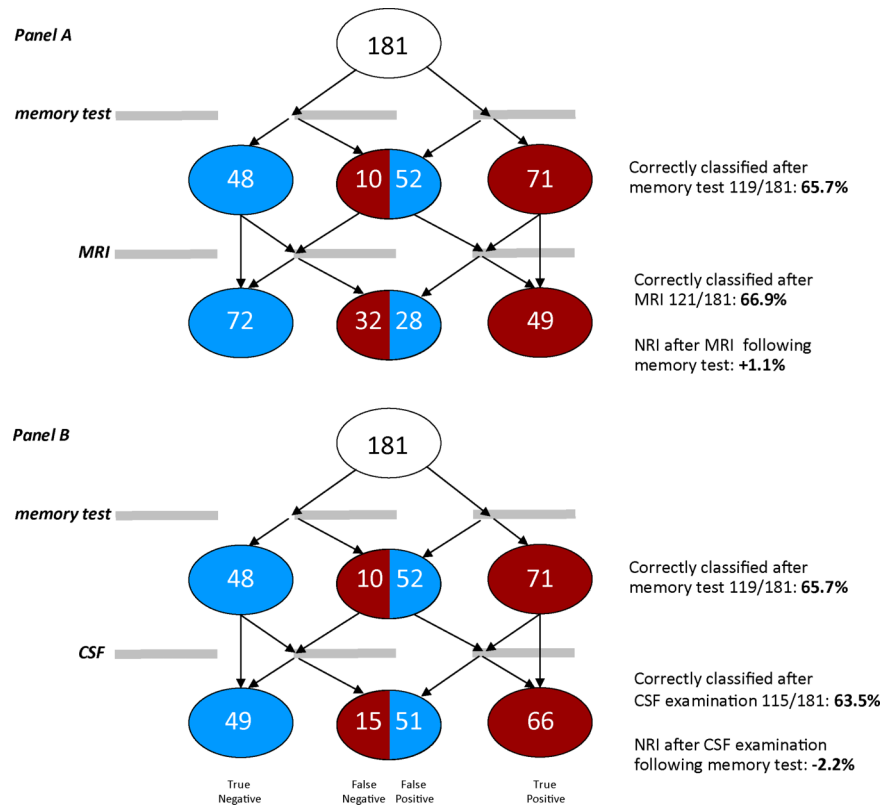 Panel A
181
memory test
48
10 52
71
Correctly classified after
memory test 119/181: 65.7%
MRI
72
32 28
49
Correctly classified after
MRI 121/181: 66.9%
NRI after MRI following
memory test: +1.1%
Panel B
181
memory test
48
10 52
71
Correctly classified after
memory test 119/181: 65.7%
CSF
49
15 51
66
Correctly classified after
CSF examination 115/181: 63.5%
NRI after CSF examination
following memory test: -2.2%
True
Negative
False
Negative
False
Positive
True
Positive